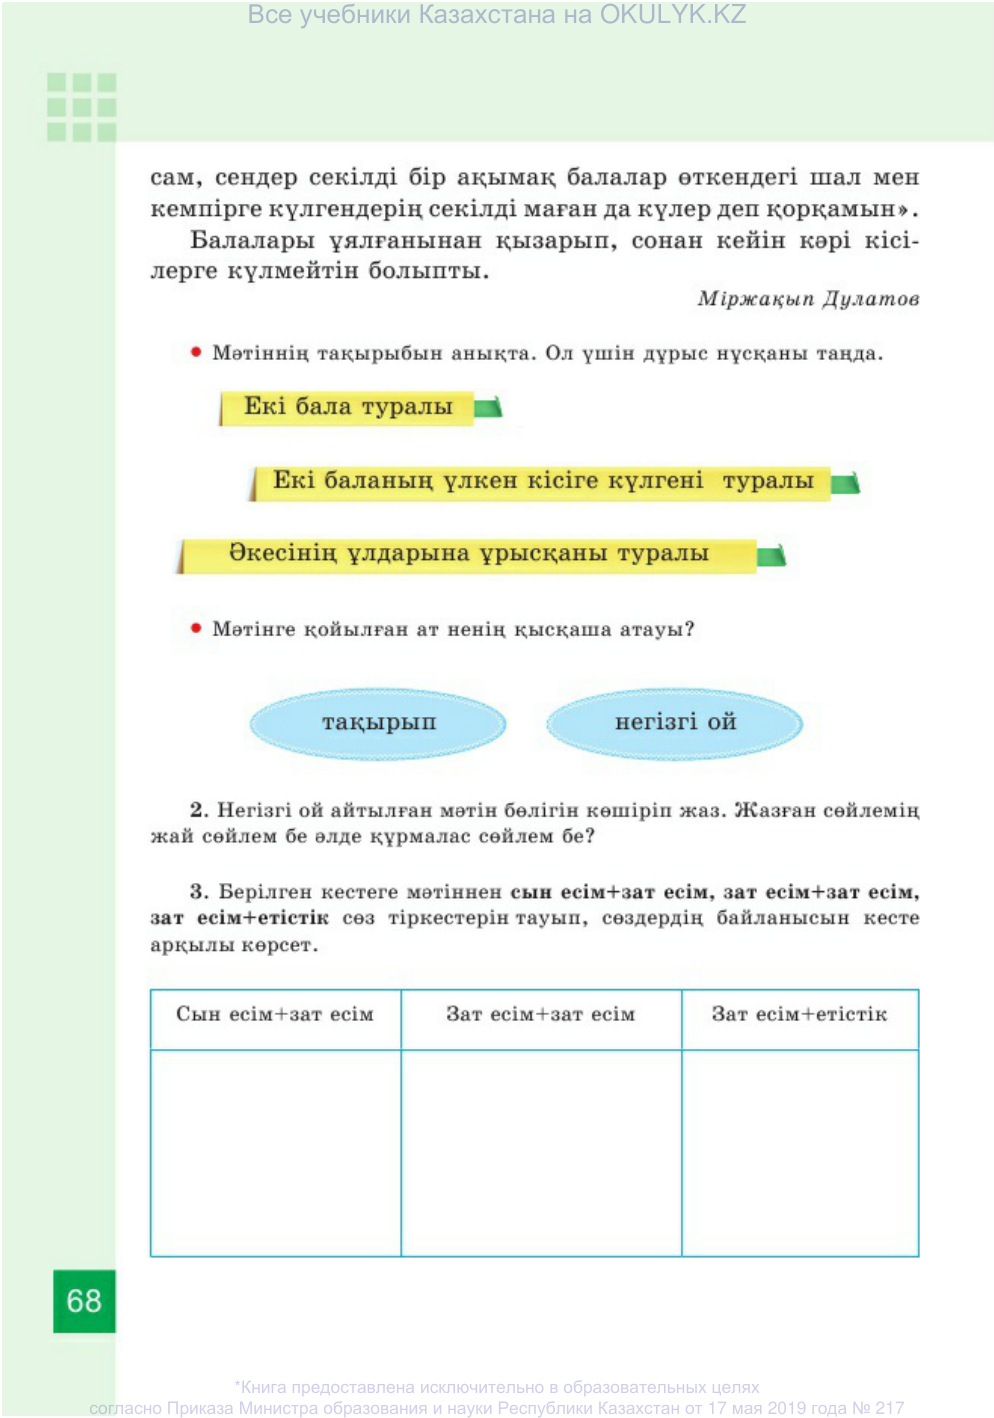 Все учебники Казахстана на OKULYK.KZ
сам, сендер секілді бір ақымақ балалар өткендегі шал мен
кемпірге күлгендерің секілді маған да күлер деп қорқамын».
Балалары ұялғанынан қызарып, сонан кейін кәрі кісі-
лерге күлмейтін болыпты.
Міржақып Дулатов
• Мәтіннің тақырыбын анықта. Ол үшін дұрыс нұсқаны таңда.
Екі бала туралы
Екі баланың үлкен кісіге күлгені туралы
Әкесінің ұлдарына ұрысқаны туралы
• Мәтінге қойылған ат ненің қысқаша атауы?
тақырып негізгі ой
2. Негізгі ой айтылған мәтін бөлігін көшіріп жаз. Жазған сөйлемің
жай сөйлем бе әлде құрмалас сөйлем бе?
3. Берілген кестеге мәтіннен сын есім+зат есім, зат есім+зат есім,
зат есім+етістік сөз тіркестерін тауып, сөздердің байланысын кесте
арқылы көрсет.
Сын есім+зат есім Зат есім+зат есім Зат есім+етістік
68
*Книга предоставлена исключительно в образовательных целях
согласно Приказа Министра образования и науки Республики Казахстан от 17 мая 2019 года № 217